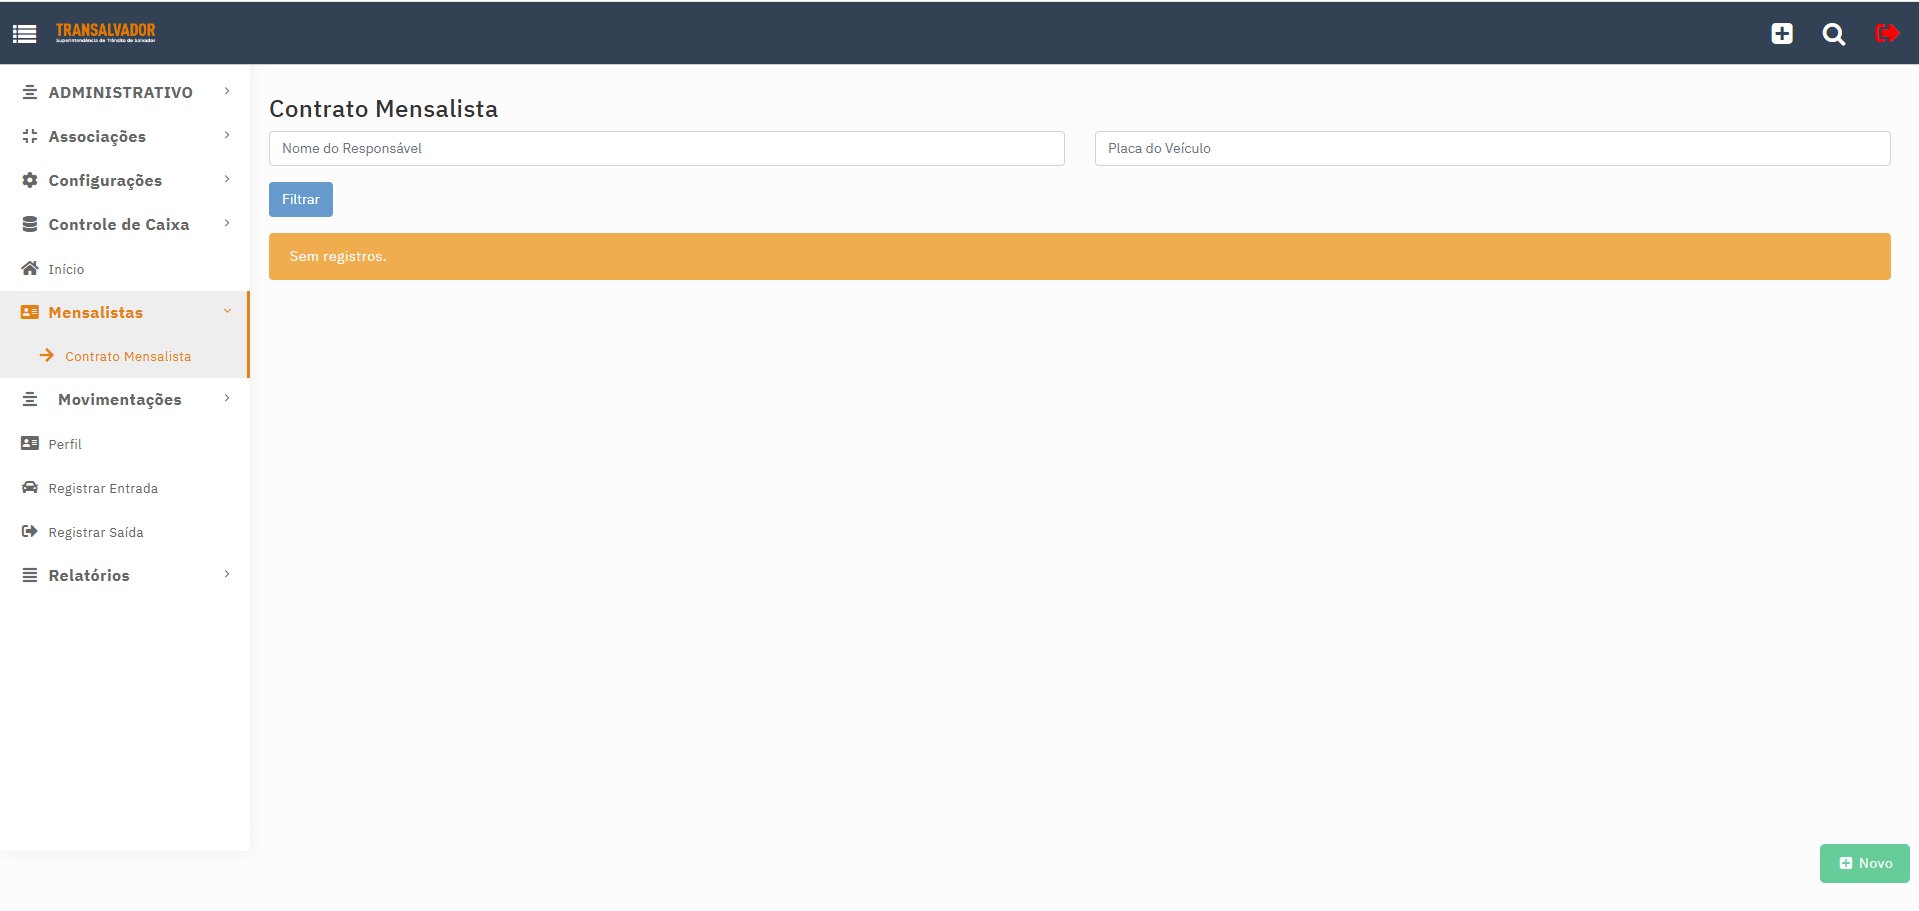 TRANSALVADOR
Superintendência de Trânsito de Salvador
ADMINISTRATIVO
Associações
Configurações
Controle de Caixa
Início
Mensalistas
Contrato Mensalista
Movimentações
Perfil
Registrar Entrada
Registrar Saída
Relatórios
Contrato Mensalista
Nome do Responsável
Placa do Veículo
Filtrar
Sem registros.
Novo